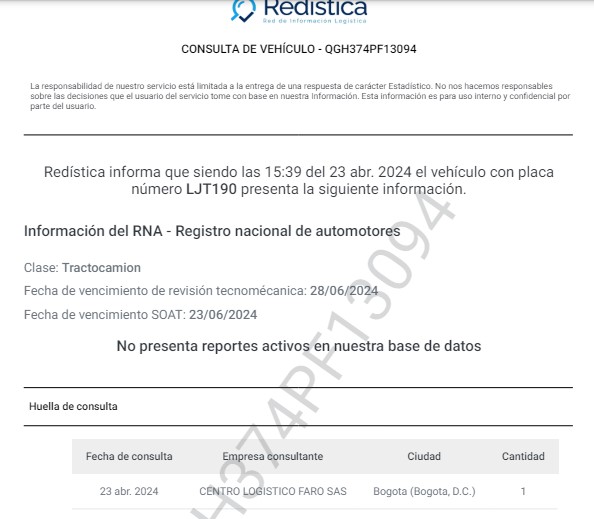 Redística
Red de Información Logística
CONSULTA DE VEHÍCULO - QGH374PF13094
La responsabilidad de nuestro servicio está limitada a la entrega de una respuesta de carácter Estadístico. No nos hacemos responsables
sobre las decisiones que el usuario del servicio tome con base en nuestra Información. Esta información es para uso interno y confidencial por
parte del usuario.
Redística informa que siendo las 15:39 del 23 abr. 2024 el vehículo con placa
número LJT190 presenta la siguiente información.
Información del RNA - Registro nacional de automotores
Clase: Tractocamion
Fecha de vencimiento de revisión tecnomécanica: 28/06/2024
Fecha de vencimiento SOAT: 23/06/2024
No presenta reportes activos en nuestra base de datos
Huella de consulta
Fecha de consulta Empresa consultante Ciudad Cantidad
23 abr. 2024 CENTRO LOGISTICO FARO SAS Bogota (Bogota, D.C.) 1
H374PF13094